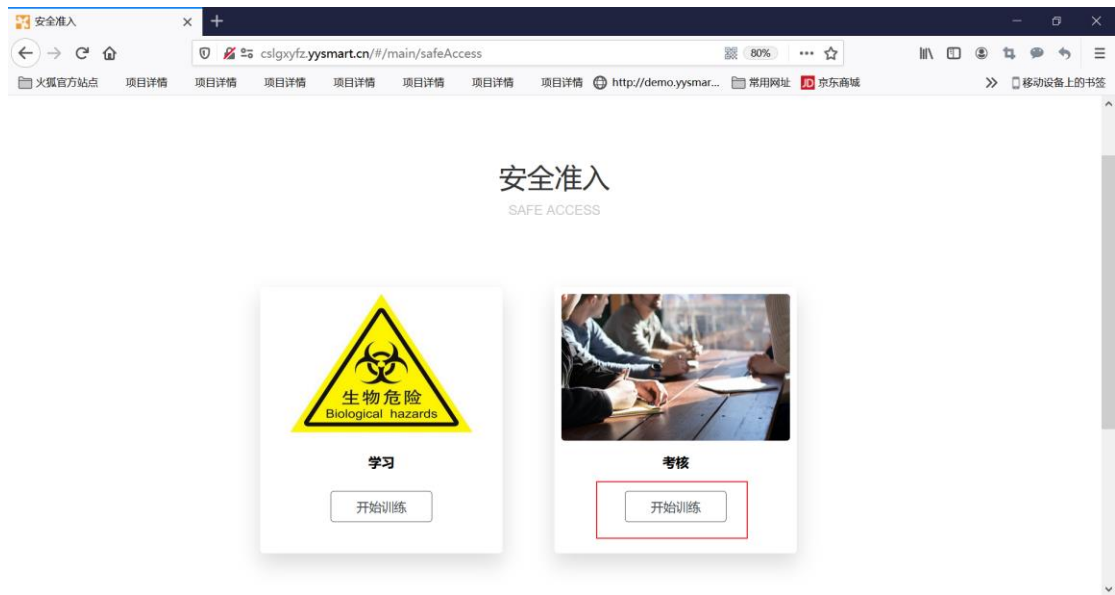 安全准入
cslgxyfz.yysmart.cn/#/main/safeAccess 80%
火狐官方站点 项目详情 项目详情 项目详情 项目详情 项目详情 项目详情 项目详情 http://demo.yysmar... 常用网址 JD 京东商城 移动设备上的书签
安全准入
SAFE ACCESS
生物危险
Biological hazards
学习
考核
开始训练
开始训练